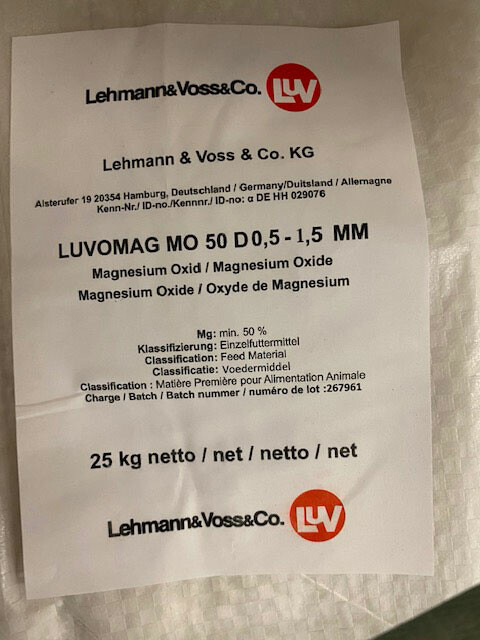 Lehmann&Voss&Co. LUV
Lehmann & Voss & Co. KG
Alsterufer 19 20354 Hamburg, Deutschland / Germany/Duitsland / Allemagne
Kenn-Nr./ ID-no./Kennnr./ ID-no: α DE HH 029076
LUVOMAG MO 50 D 0,5 - 1,5 MM
Magnesium Oxid / Magnesium Oxide
Magnesium Oxide / Oxyde de Magnesium
Mg: min. 50 %
Klassifizierung: Einzelfuttermittel
Classification: Feed Material
Classificatie: Voedermiddel
Classification : Matière Première pour Alimentation Animale
Charge / Batch / Batch nummer / numéro de lot :267961
25 kg netto / net / netto / net
Lehmann&Voss&Co. LUV